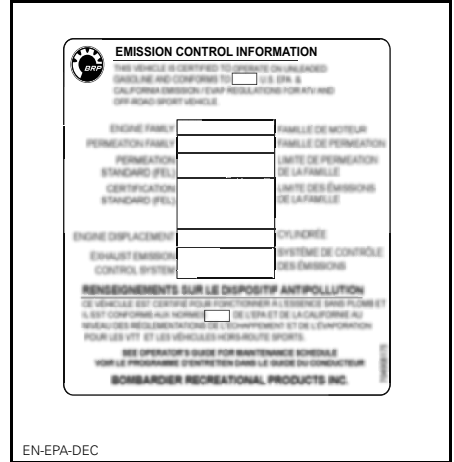 EMISSION CONTROL INFORMATION
BRP
THIS VEHICLE IS CERTIFIED TO OPERATE ON UNLEADED
GASOLINE AND CONFORMS TO U.S. EPA &
CALIFORNIA EMISSION / EVAP REGULATIONS FOR ATV AND
OFF-ROAD SPORT VEHICLE.
ENGINE FAMILY FAMILLE DE MOTEUR
PERMEATION FAMILY FAMILLE DE PERMEATION
PERMEATION LIMITE DE PERMEATION
STANDARD (FEL) DE LA FAMILLE
CERTIFICATION LIMITE DES ÉMISSIONS
STANDARD (FEL) DE LA FAMILLE
ENGINE DISPLACEMENT CYLINDRÉE
EXHAUST EMISSION SYSTÈME DE CONTRÔLE
CONTROL SYSTEM DES ÉMISSIONS
RENSEIGNEMENTS SUR LE DISPOSITIF ANTIPOLLUTION
CE VÉHICULE EST CERTIFIÉ POUR FONCTIONNER À L'ESSENCE SANS PLOMB ET
IL EST CONFORME AUX NORMES DE L'EPA ET DE LA CALIFORNIE AU
NIVEAU DES RÉGLEMENTATIONS DE L'ÉCHAPPEMENT ET DE L'ÉVAPORATION
POUR LES VTT ET LES VÉHICULES HORS-ROUTE SPORTS.
SEE OPERATOR'S GUIDE FOR MAINTENANCE SCHEDULE
VOIR LE PROGRAMME D'ENTRETIEN DANS LE GUIDE DU CONDUCTEUR
BOMBARDIER RECREATIONAL PRODUCTS INC.
EN-EPA-DEC